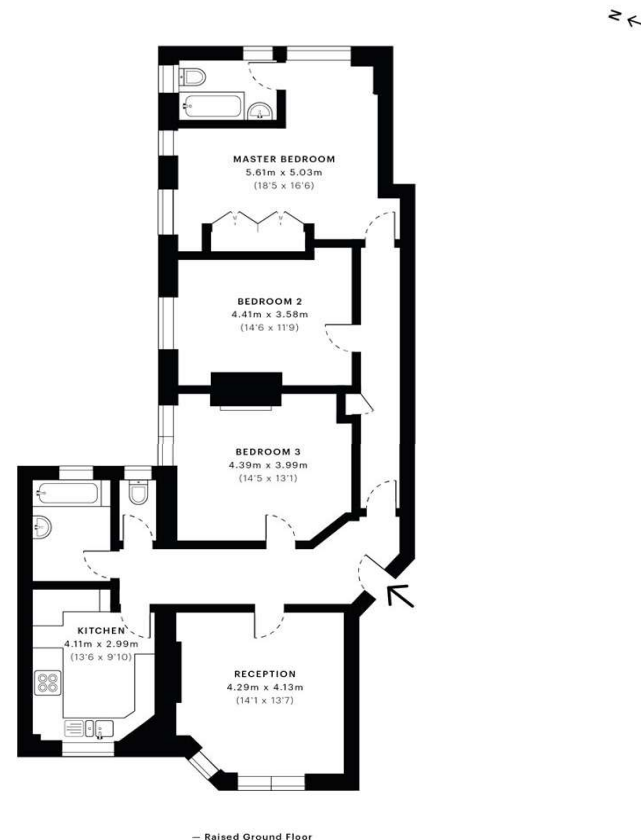 N
MASTER BEDROOM
5.61m x 5.03m
(18'5 x 16'6)
BEDROOM 2
4.41m x 3.58m
(14'6 x 11'9)
BEDROOM 3
4.39m x 3.99m
(14'5 x 13'1)
KITCHEN
4.11m x 2.99m
(13'6 x 9'10)
RECEPTION
4.29m x 4.13m
(14'1 x 13'7)
— Raised Ground Floor